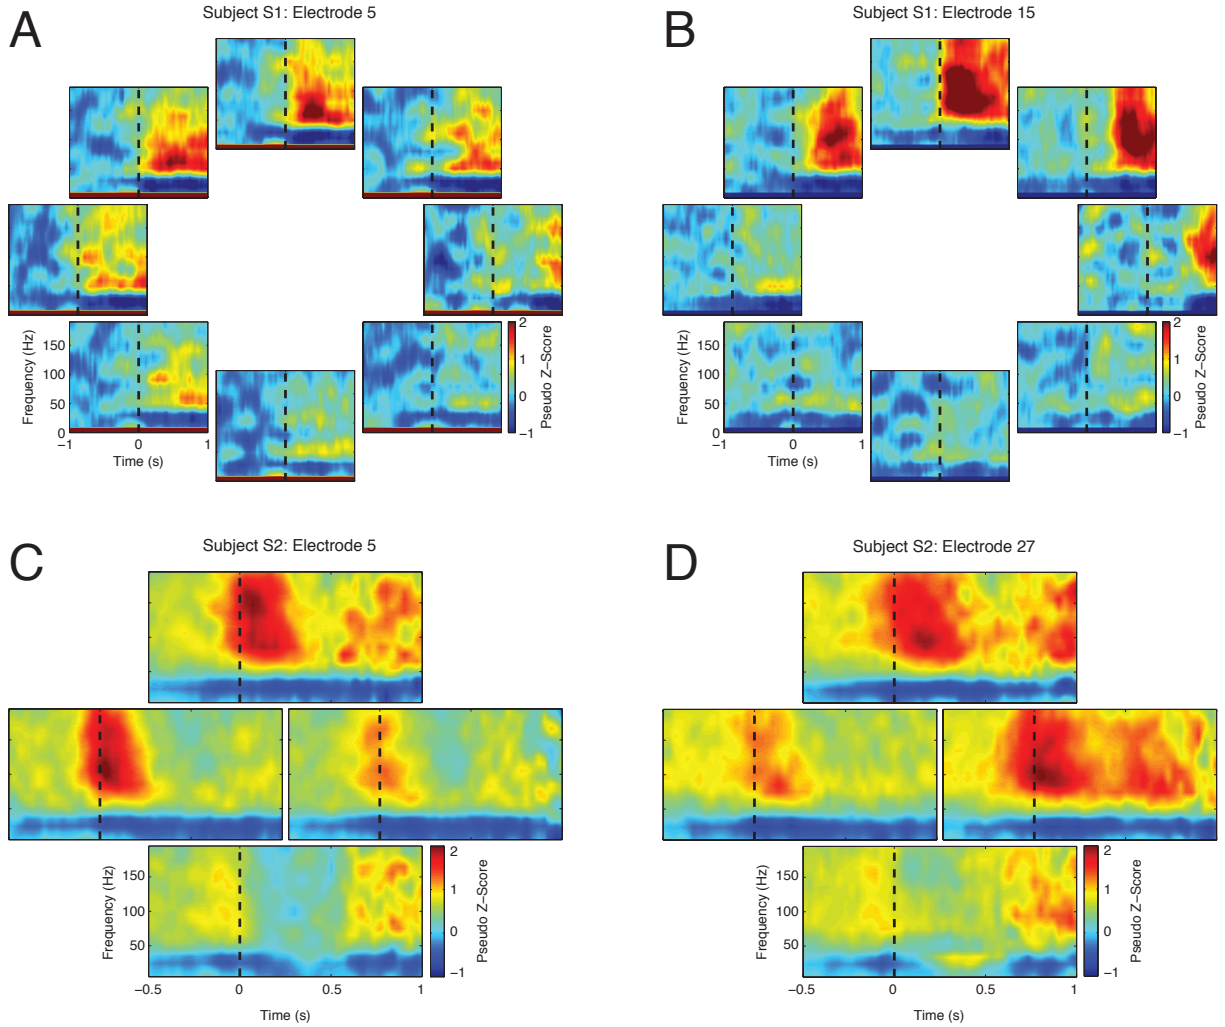 A
Subject S1: Electrode 5
Frequency (Hz)
150
100
50
0
−1
0
1
Time (s)
2
1
0
−1
Pseudo Z−Score
B
Subject S1: Electrode 15
Frequency (Hz)
150
100
50
0
−1
0
1
Time (s)
2
1
0
−1
Pseudo Z−Score
C
Subject S2: Electrode 5
Frequency (Hz)
150
100
50
−0.5
0
0.5
1
Time (s)
2
1
0
−1
Pseudo Z−Score
D
Subject S2: Electrode 27
Frequency (Hz)
150
100
50
−0.5
0
0.5
1
Time (s)
2
1
0
−1
Pseudo Z−Score